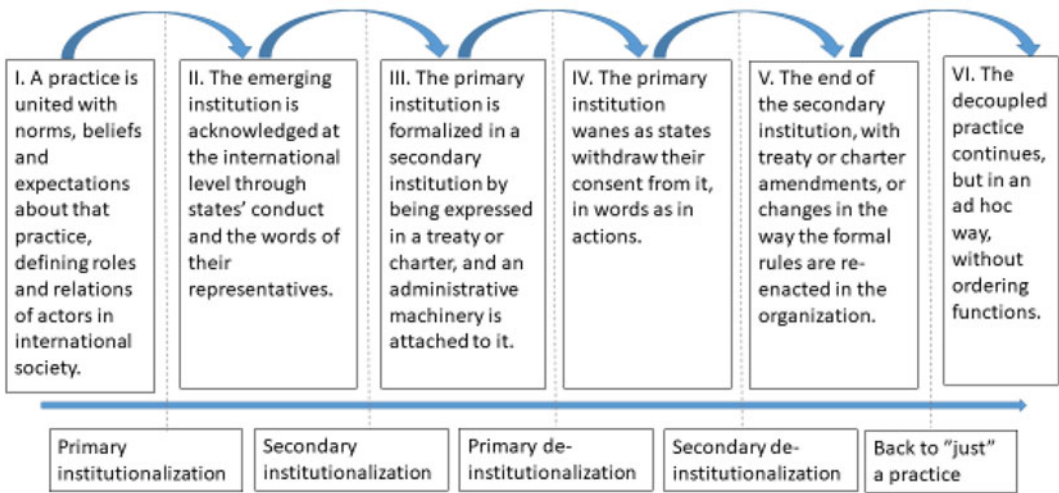 I. A practice is
united with
norms, beliefs
and
expectations
about that
practice,
defining roles
and relations
of actors in
international
society.
II. The emerging
institution is
acknowledged at
the international
level through
states' conduct
and the words of
their
representatives.
III. The primary
institution is
formalized in a
secondary
institution by
being expressed
in a treaty or
charter, and an
administrative
machinery is
attached to it.
IV. The primary
institution
wanes as states
withdraw their
consent from it,
in words as in
actions.
V. The end of
the secondary
institution, with
treaty or charter
amendments, or
changes in the
way the formal
rules are re-
enacted in the
organization.
VI. The
decoupled
practice
continues,
but in an
ad hoc
way,
without
ordering
functions.
Primary
institutionalization
Secondary
institutionalization
Primary de-
institutionalization
Secondary de-
institutionalization
Back to "just"
a practice